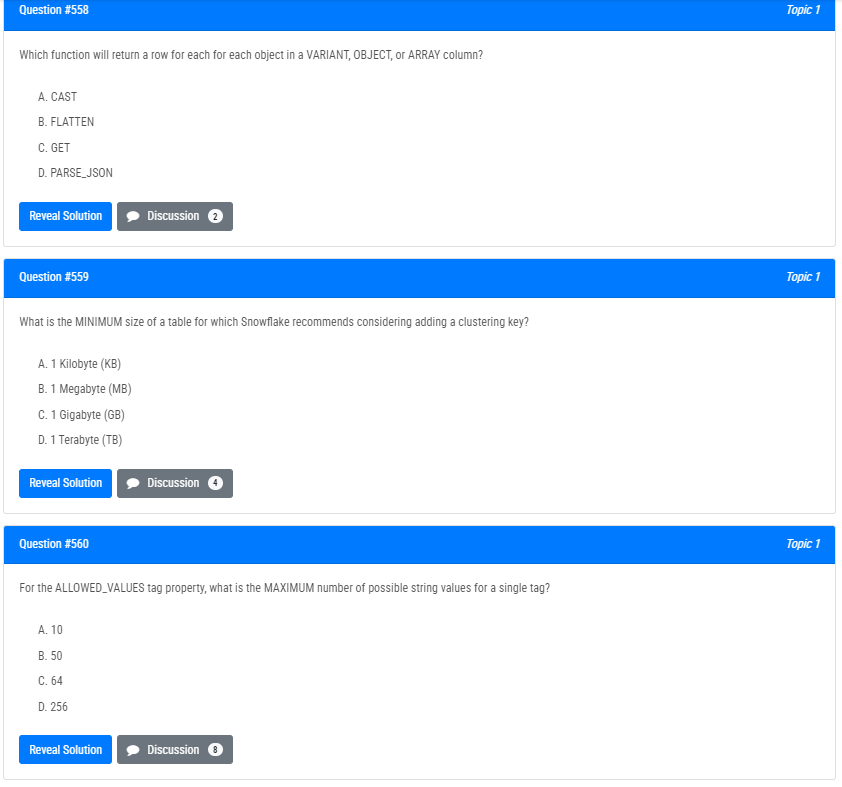 Question #558 Topic 1
Which function will return a row for each for each object in a VARIANT, OBJECT, or ARRAY column?
A. CAST
B. FLATTEN
C. GET
D. PARSE_JSON
Reveal Solution Discussion 2
Question #559 Topic 1
What is the MINIMUM size of a table for which Snowflake recommends considering adding a clustering key?
A. 1 Kilobyte (KB)
B. 1 Megabyte (MB)
C. 1 Gigabyte (GB)
D. 1 Terabyte (TB)
Reveal Solution Discussion 4
Question #560 Topic 1
For the ALLOWED_VALUES tag property, what is the MAXIMUM number of possible string values for a single tag?
A. 10
B. 50
C. 64
D. 256
Reveal Solution Discussion 8